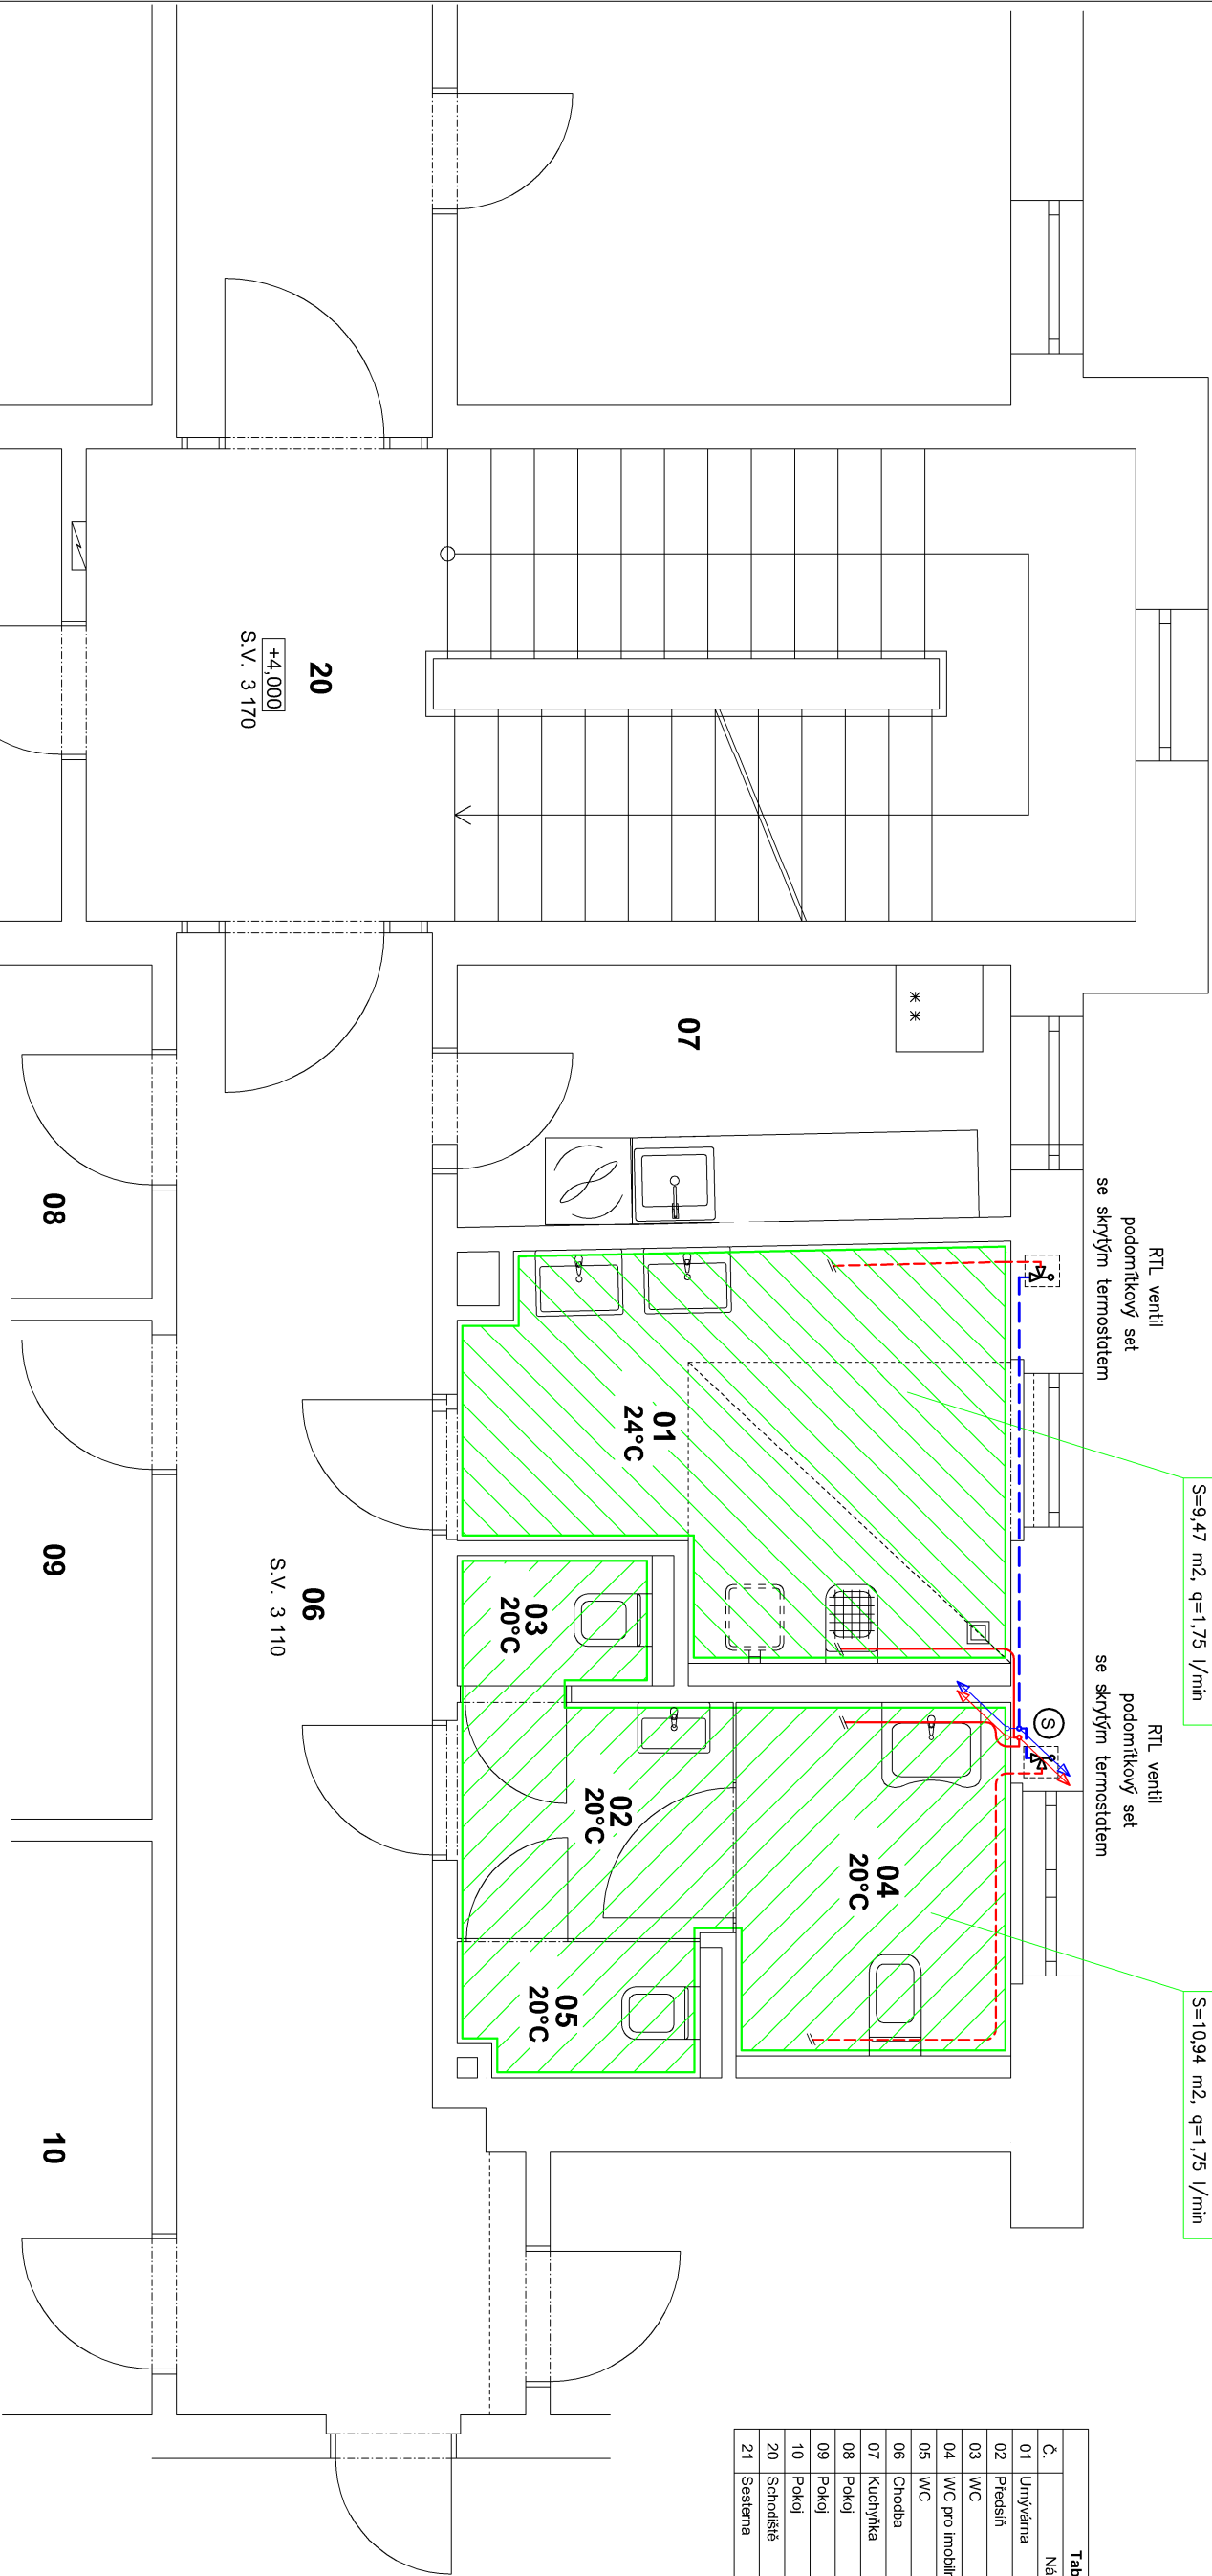 RTL ventil
podomítkový set
se skrytým termostatem
S=9,47 m2, q=1,75 l/min
RTL ventil
podomítkový set
se skrytým termostatem
S=10,94 m2, q=1,75 l/min
S
20
+4,000
S.V. 3 170
07
**
01
24°C
03
20°C
02
20°C
04
20°C
05
20°C
06
S.V. 3 110
08
09
10
Č.
01 Umývárna
02 Předsíň
03 WC
04 WC pro
05 WC
06 Chodba
07 Kuchyňka
08 Pokoj
09 Pokoj
10 Pokoj
20 Schodiště
21 Sesterna